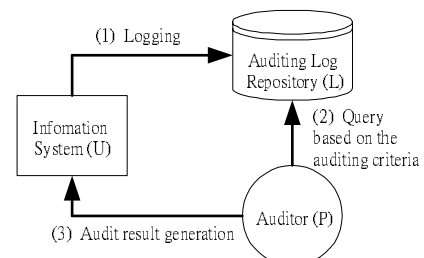 (1) Logging
Auditing Log
Repository (L)
Infomation
System (U)
(2) Query
based on the
auditing criteria
Auditor (P)
(3) Audit result generation